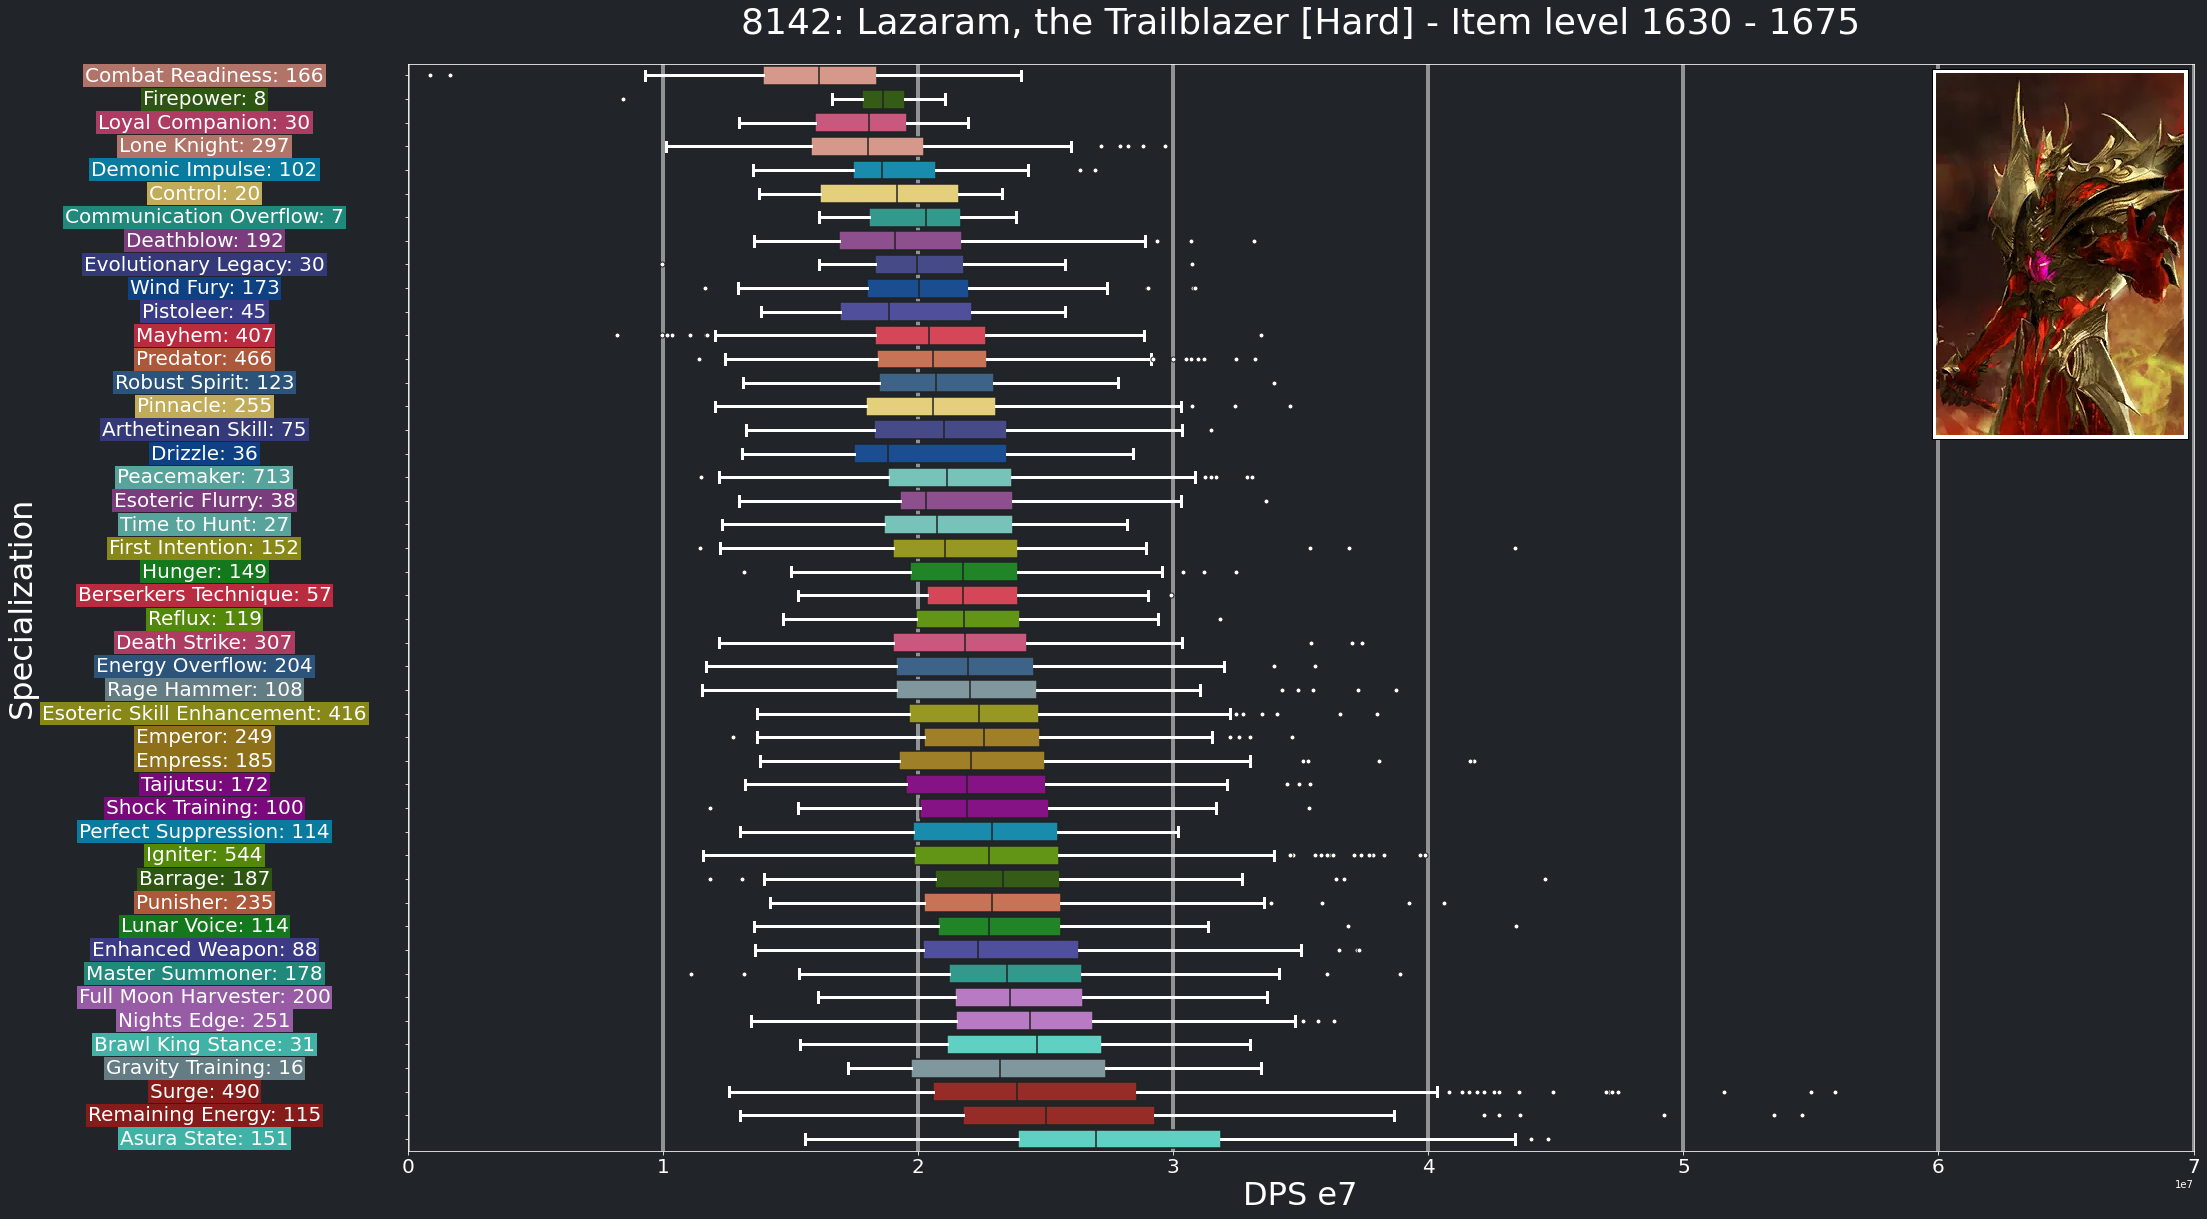 8142: Lazaram, the Trailblazer [Hard] - Item level 1630 - 1675
Combat Readiness: 166
Firepower: 8
Loyal Companion: 30
Lone Knight: 297
Demonic Impulse: 102
Control: 20
Communication Overflow: 7
Deathblow: 192
Evolutionary Legacy: 30
Wind Fury: 173
Pistoleer: 45
Mayhem: 407
Predator: 466
Robust Spirit: 123
Pinnacle: 255
Arthetinean Skill: 75
Drizzle: 36
Peacemaker: 713
Esoteric Flurry: 38
Time to Hunt: 27
First Intention: 152
Hunger: 149
Berserkers Technique: 57
Reflux: 119
Death Strike: 307
Energy Overflow: 204
Rage Hammer: 108
Esoteric Skill Enhancement: 416
Emperor: 249
Empress: 185
Taijutsu: 172
Shock Training: 100
Perfect Suppression: 114
Igniter: 544
Barrage: 187
Punisher: 235
Lunar Voice: 114
Enhanced Weapon: 88
Master Summoner: 178
Full Moon Harvester: 200
Nights Edge: 251
Brawl King Stance: 31
Gravity Training: 16
Surge: 490
Remaining Energy: 115
Asura State: 151
Specialization
0 1 2 3 4 5 6 7
DPS e7
1e7